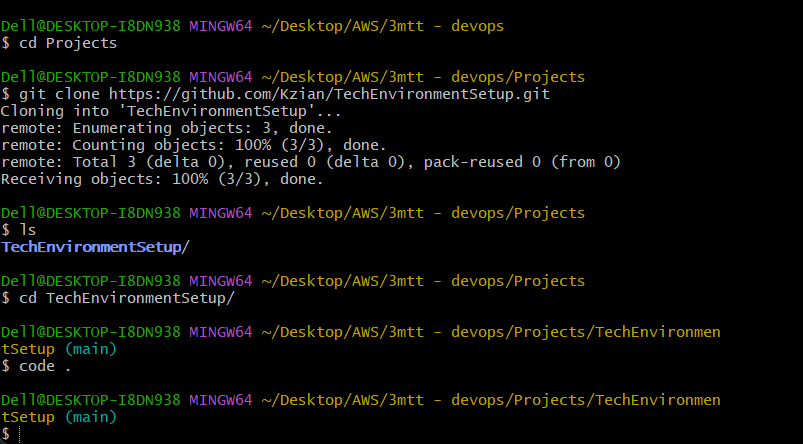 Dell@DESKTOP-I8DN938 MINGW64 ~/Desktop/AWS/3mtt - devops
$ cd Projects
Dell@DESKTOP-I8DN938 MINGW64 ~/Desktop/AWS/3mtt - devops/Projects
$ git clone https://github.com/Kzian/TechEnvironmentSetup.git
Cloning into 'TechEnvironmentSetup'...
remote: Enumerating objects: 3, done.
remote: Counting objects: 100% (3/3), done.
remote: Total 3 (delta 0), reused 0 (delta 0), pack-reused 0 (from 0)
Receiving objects: 100% (3/3), done.
Dell@DESKTOP-I8DN938 MINGW64 ~/Desktop/AWS/3mtt - devops/Projects
$ ls
TechEnvironmentSetup/
Dell@DESKTOP-I8DN938 MINGW64 ~/Desktop/AWS/3mtt - devops/Projects
$ cd TechEnvironmentSetup/
Dell@DESKTOP-I8DN938 MINGW64 ~/Desktop/AWS/3mtt - devops/Projects/TechEnvironmen
tSetup (main)
$ code .
Dell@DESKTOP-I8DN938 MINGW64 ~/Desktop/AWS/3mtt - devops/Projects/TechEnvironmen
tSetup (main)
$